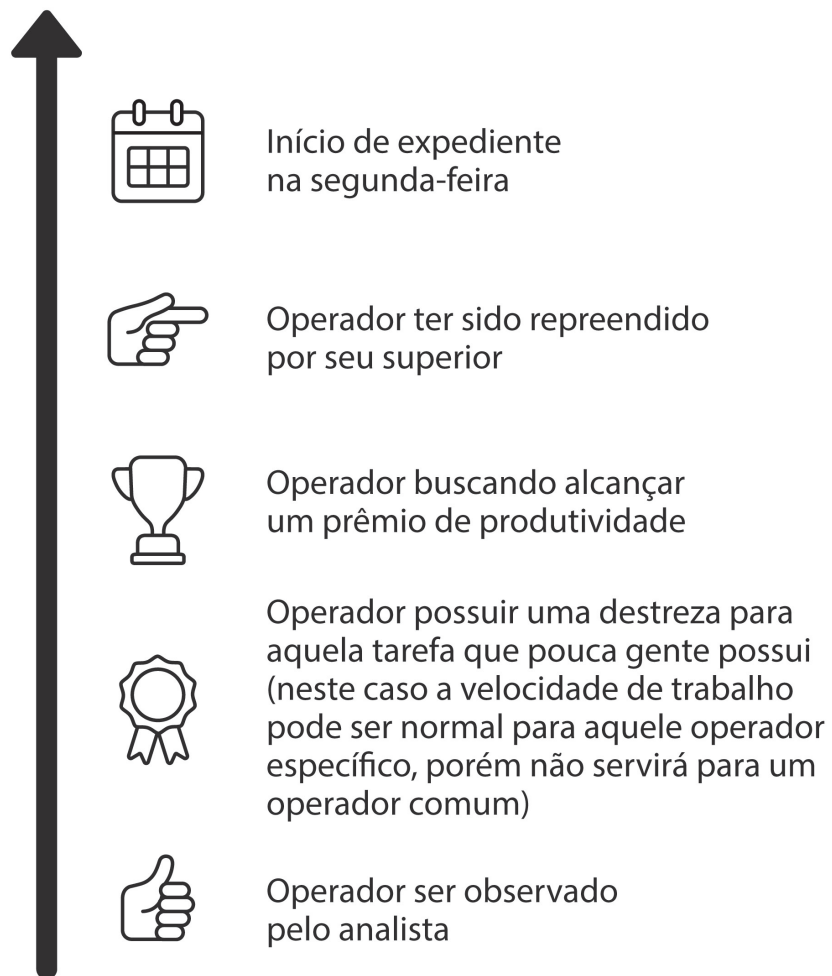 Início de expediente
na segunda-feira
Operador ter sido repreendido
por seu superior
Operador buscando alcançar
um prêmio de produtividade
Operador possuir uma destreza para
aquela tarefa que pouca gente possui
(neste caso a velocidade de trabalho
pode ser normal para aquele operador
específico, porém não servirá para um
operador comum)
Operador ser observado
pelo analista